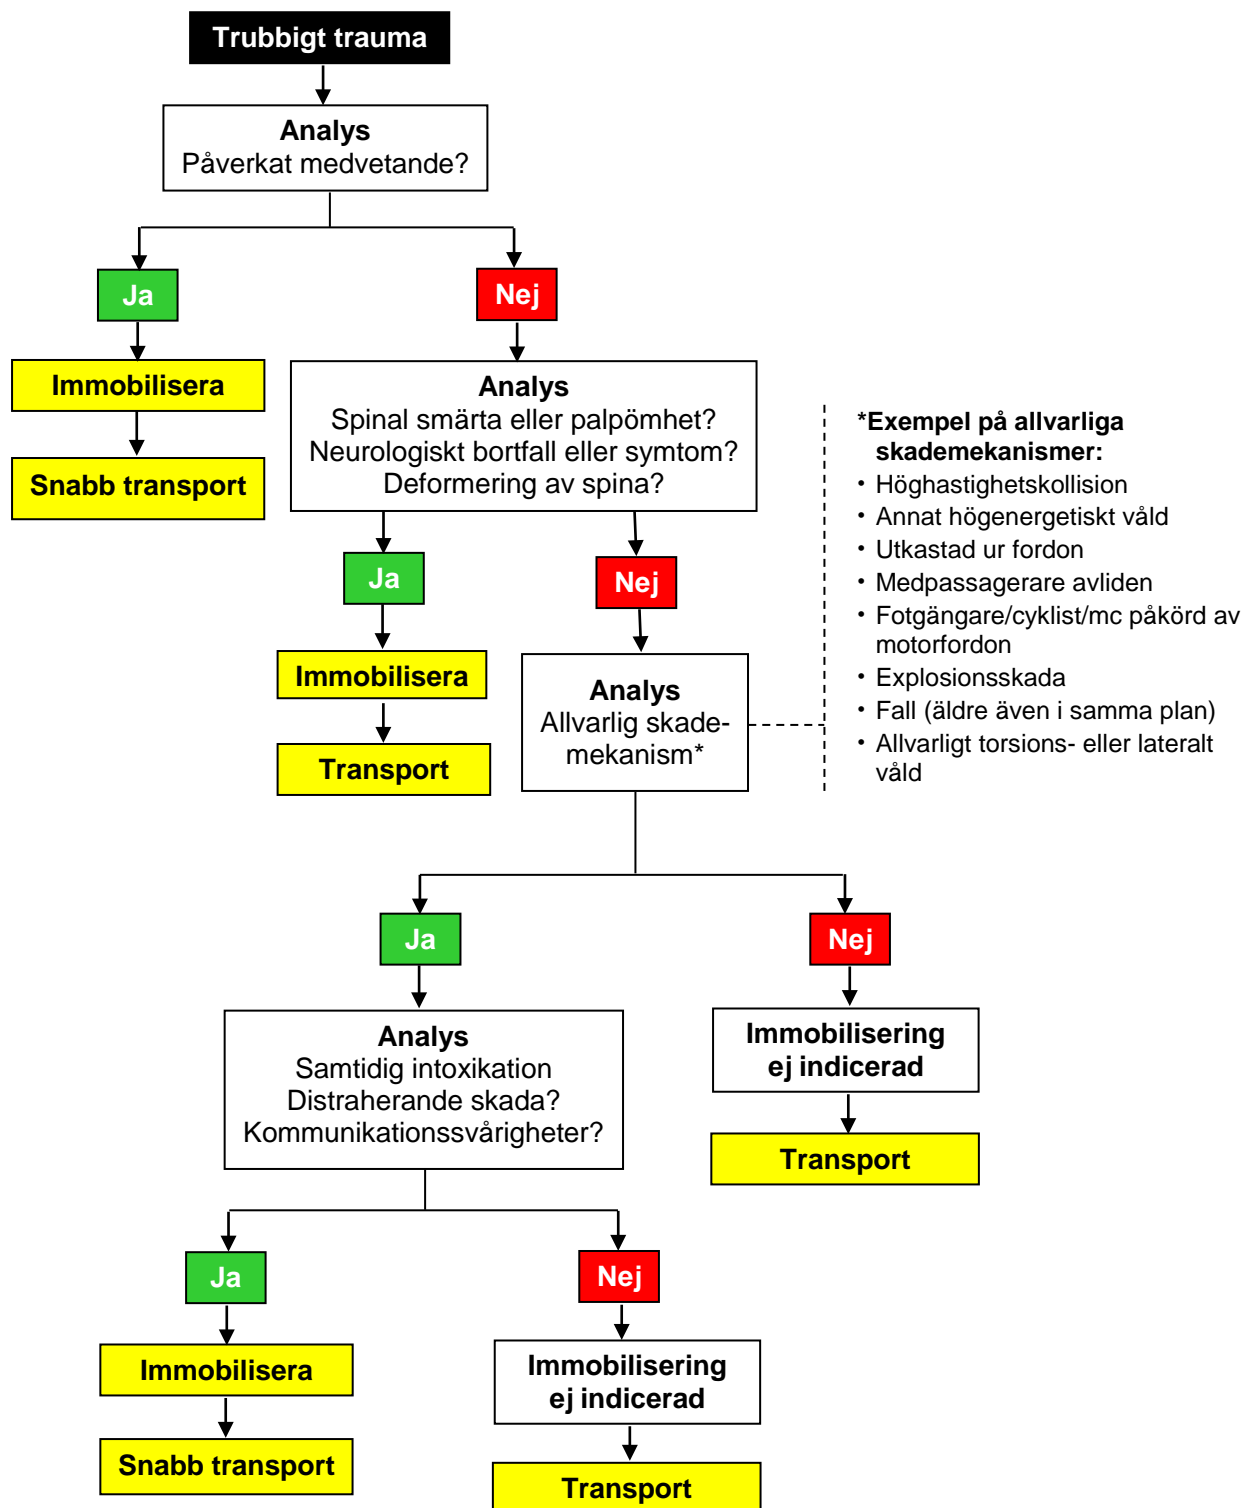 Trubbigt trauma
Analys
Påverkat medvetande?
Ja
Nej
Immobilisera
Snabb transport
Analys
Spinal smärta eller palpömhet?
Neurologiskt bortfall eller symtom?
Deformering av spina?
*Exempel på allvarliga
skademekanismer:
• Höghastighetskollision
• Annat högenergetiskt våld
• Utkastad ur fordon
• Medpassagerare avliden
• Fotgängare/cyklist/mc påkörd av
motorfordon
• Explosionsskada
• Fall (äldre även i samma plan)
• Allvarligt torsions- eller lateralt
våld
Ja
Nej
Immobilisera
Transport
Analys
Allvarlig skade-
mekanism*
Ja
Nej
Analys
Samtidig intoxikation
Distraherande skada?
Kommunikationssvårigheter?
Immobilisering
ej indicerad
Transport
Ja
Nej
Immobilisera
Snabb transport
Immobilisering
ej indicerad
Transport